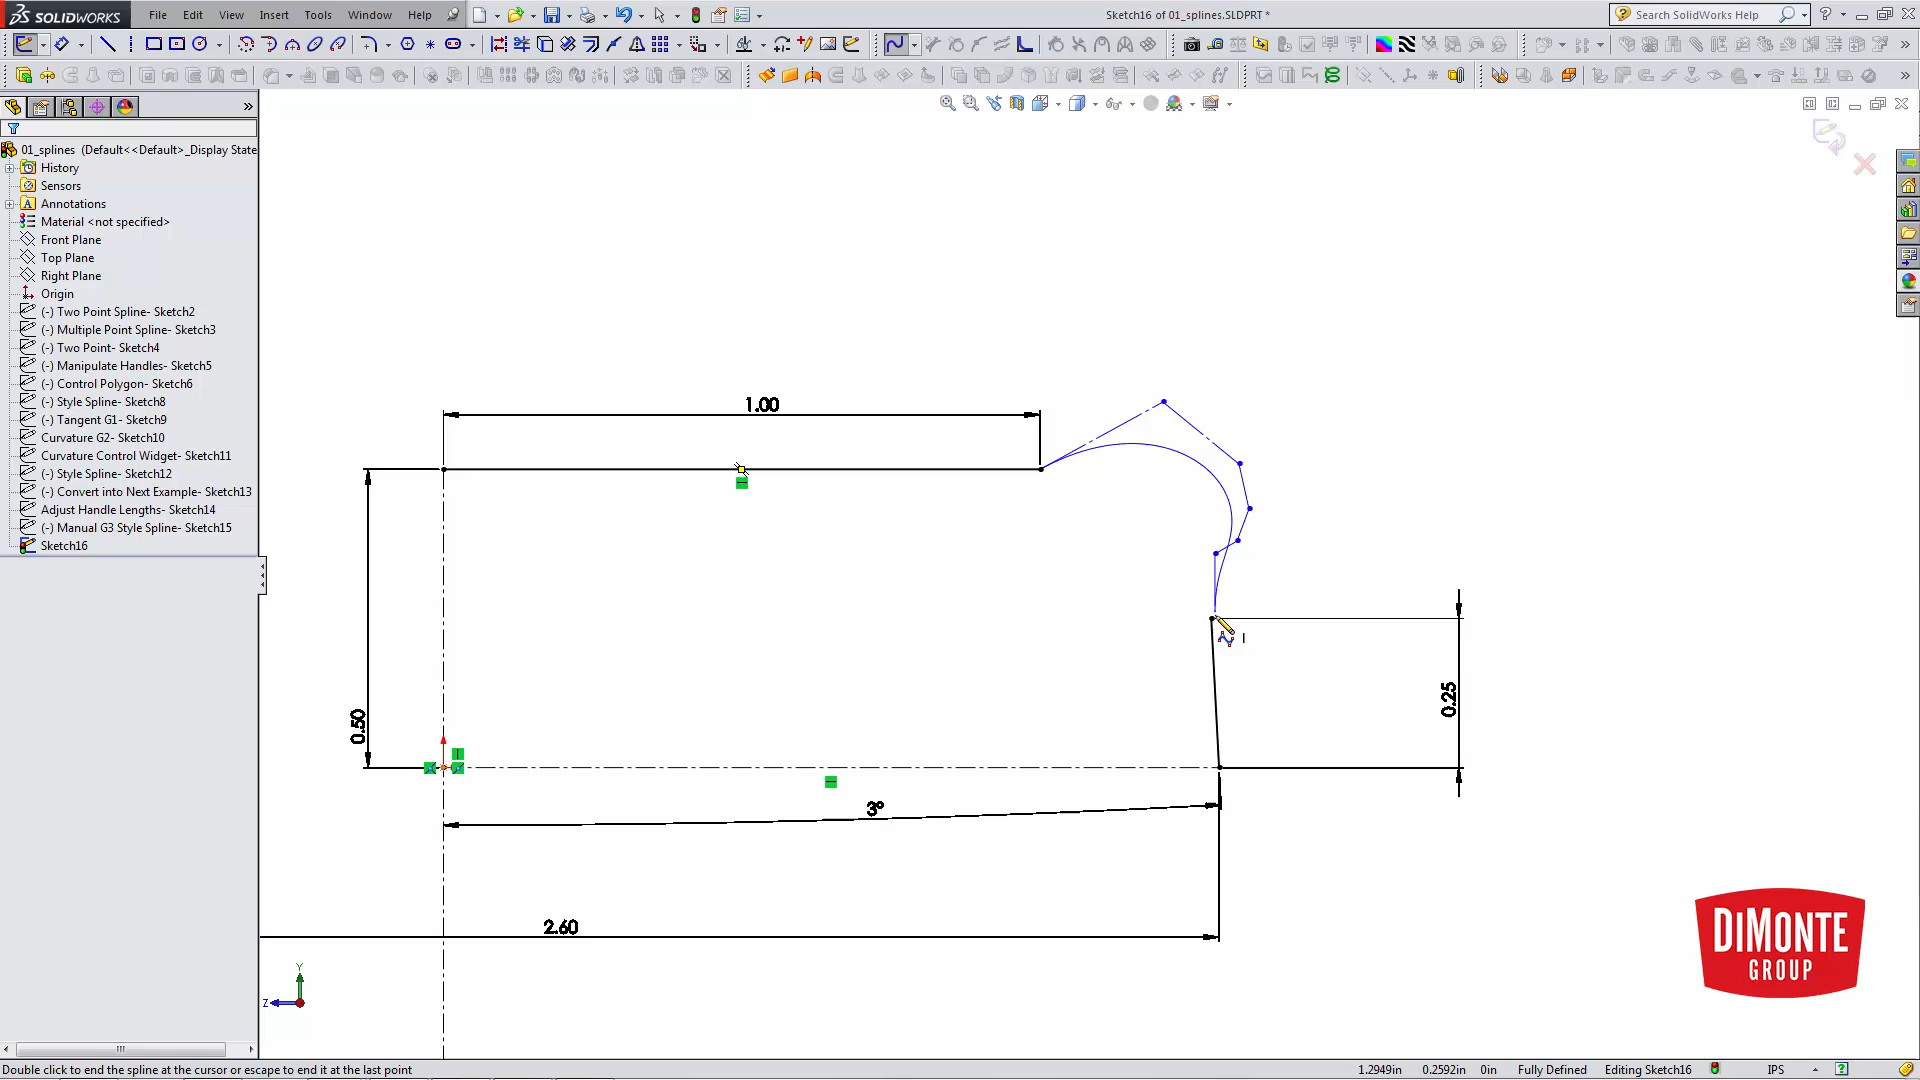 SOLIDWORKS
File
Edit
View
Insert
Tools
Window
Help
Sketch16 of 01_splines.SLDPRT *
Search SolidWorks Help
01_splines (Default<<Default>_Display State
History
Sensors
Annotations
Material <not specified>
Front Plane
Top Plane
Right Plane
Origin
(-) Two Point Spline- Sketch2
(-) Multiple Point Spline- Sketch3
(-) Two Point- Sketch4
(-) Manipulate Handles- Sketch5
(-) Control Polygon- Sketch6
(-) Style Spline- Sketch8
(-) Tangent G1- Sketch9
Curvature G2- Sketch10
Curvature Control Widget- Sketch11
(-) Style Spline- Sketch12
(-) Convert into Next Example- Sketch13
Adjust Handle Lengths- Sketch14
(-) Manual G3 Style Spline- Sketch15
Sketch16
1.00
0.50
0.25
3°
2.60
Y
Z
DIMONTE
GROUP
Double click to end the spline at the cursor or escape to end it at the last point
1.2949in
0.2592in
0in
Fully Defined
Editing Sketch16
IPS